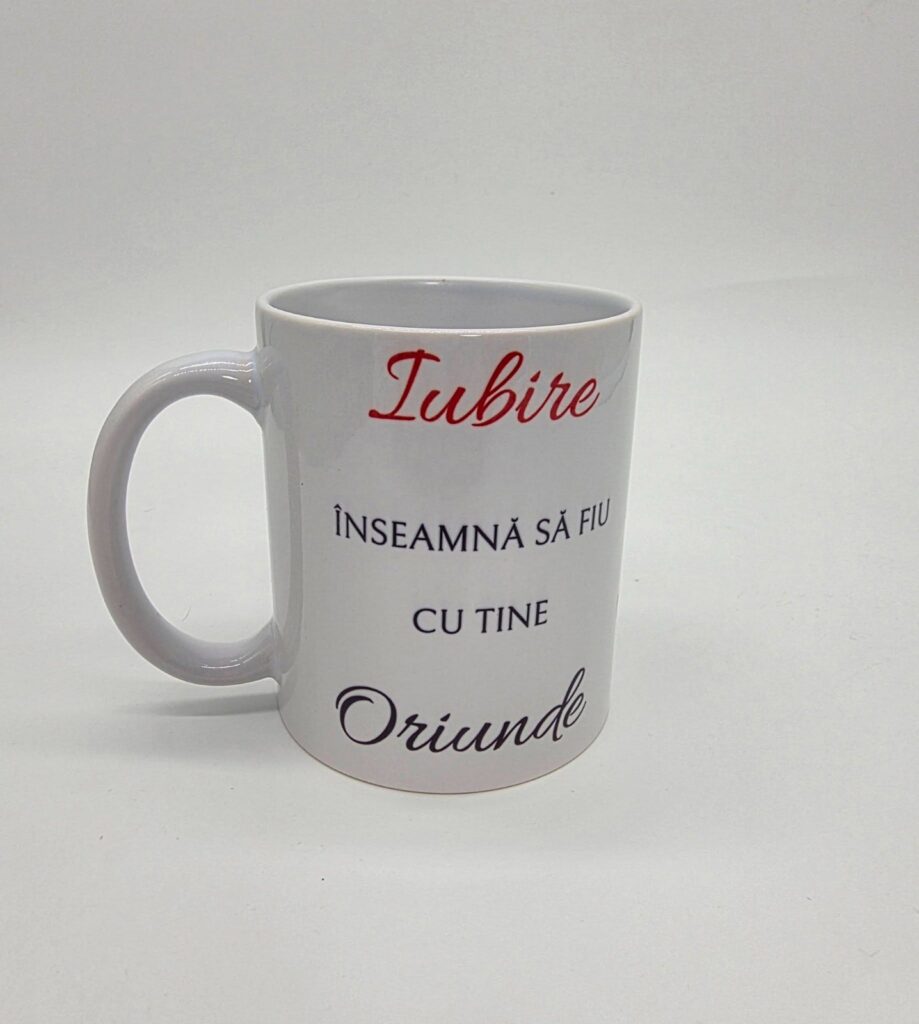 Iubire
ÎNSEAMNĂ SĂ FIU
CU TINE
Oriunde